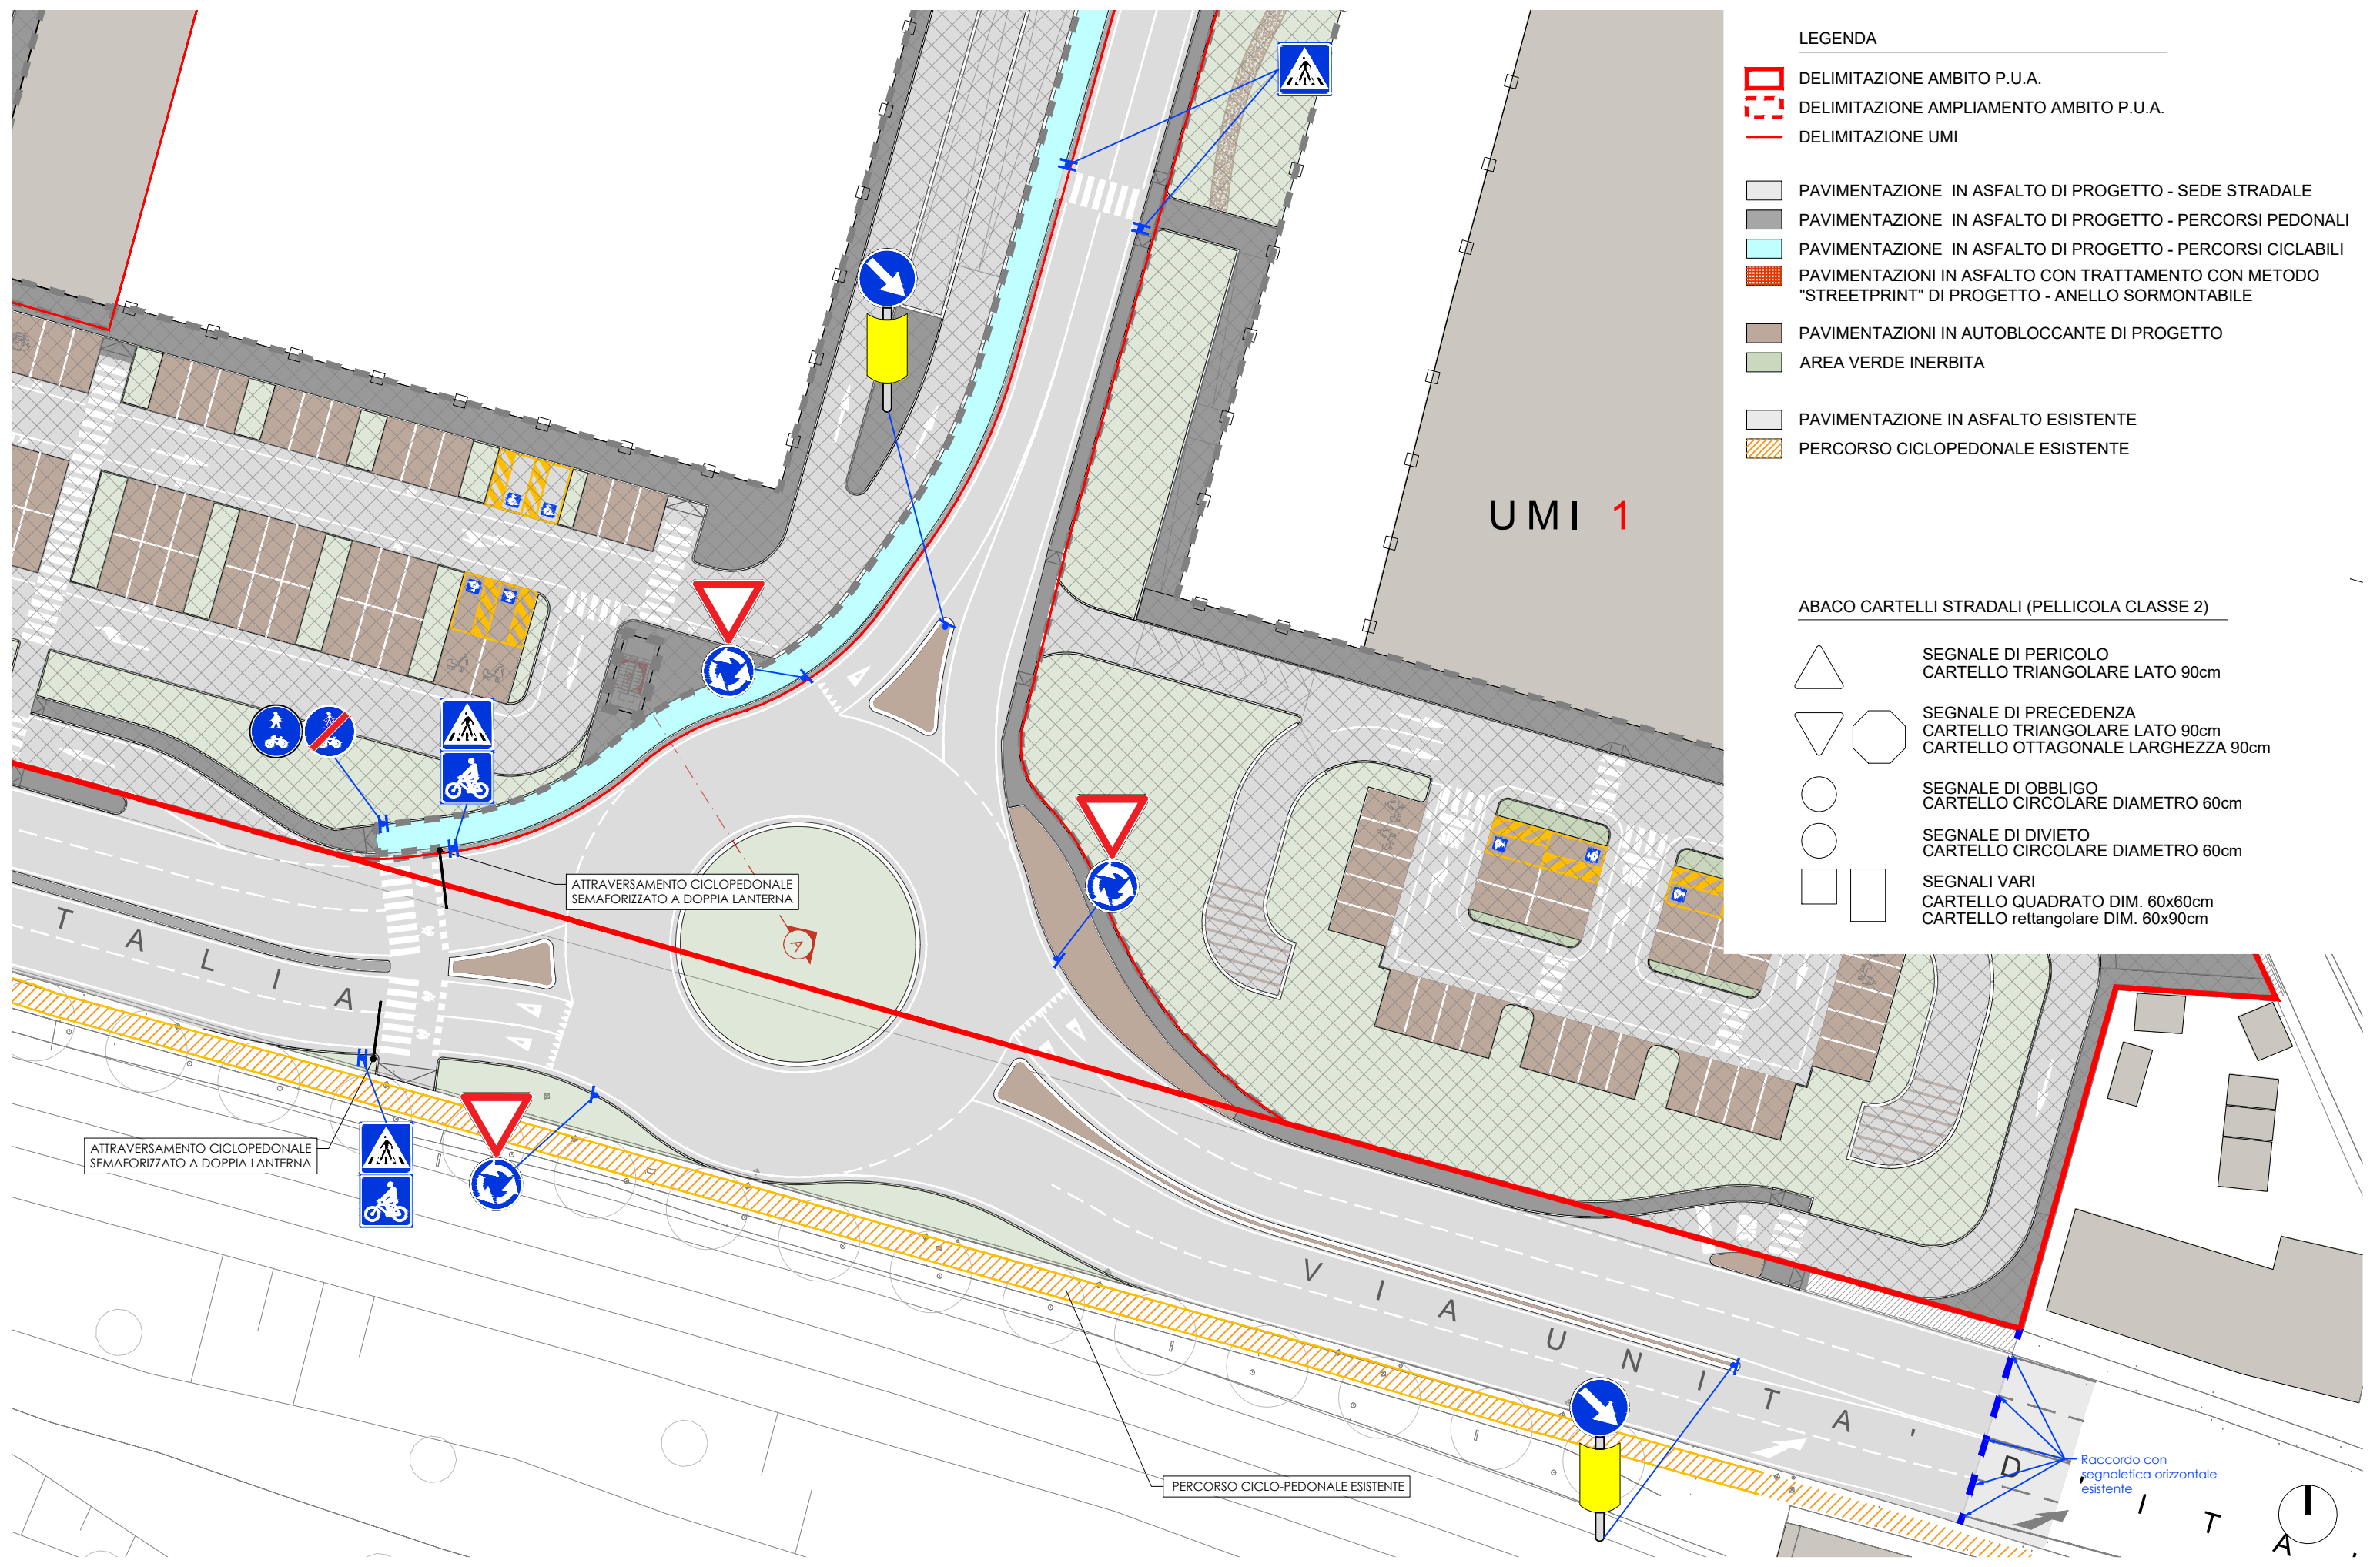 LEGENDA
DELIMITAZIONE AMBITO P.U.A.
DELIMITAZIONE AMPLIAMENTO AMBITO P.U.A.
DELIMITAZIONE UMI
PAVIMENTAZIONE IN ASFALTO DI PROGETTO - SEDE STRADALE
PAVIMENTAZIONE IN ASFALTO DI PROGETTO - PERCORSI PEDONALI
PAVIMENTAZIONE IN ASFALTO DI PROGETTO - PERCORSI CICLABILI
PAVIMENTAZIONI IN ASFALTO CON TRATTAMENTO CON METODO
"STREETPRINT" DI PROGETTO - ANELLO SORMONTABILE
PAVIMENTAZIONI IN AUTOBLOCCANTE DI PROGETTO
AREA VERDE INERBITA
PAVIMENTAZIONE IN ASFALTO ESISTENTE
PERCORSO CICLOPEDONALE ESISTENTE
UMI 1
ABACO CARTELLI STRADALI (PELLICOLA CLASSE 2)
SEGNALE DI PERICOLO
CARTELLO TRIANGOLARE LATO 90cm
SEGNALE DI PRECEDENZA
CARTELLO TRIANGOLARE LATO 90cm
CARTELLO OTTAGONALE LARGHEZZA 90cm
SEGNALE DI OBBLIGO
CARTELLO CIRCOLARE DIAMETRO 60cm
SEGNALE DI DIVIETO
CARTELLO CIRCOLARE DIAMETRO 60cm
SEGNALI VARI
CARTELLO QUADRATO DIM. 60x60cm
CARTELLO rettangolare DIM. 60x90cm
ATTRAVERSAMENTO CICLOPEDONALE
SEMAFORIZZATO A DOPPIA LANTERNA
A
TALIA
ATTRAVERSAMENTO CICLOPEDONALE
SEMAFORIZZATO A DOPPIA LANTERNA
VIA UNITA' D'ITA
PERCORSO CICLO-PEDONALE ESISTENTE
Raccordo con
segnaletica orizzontale
esistente